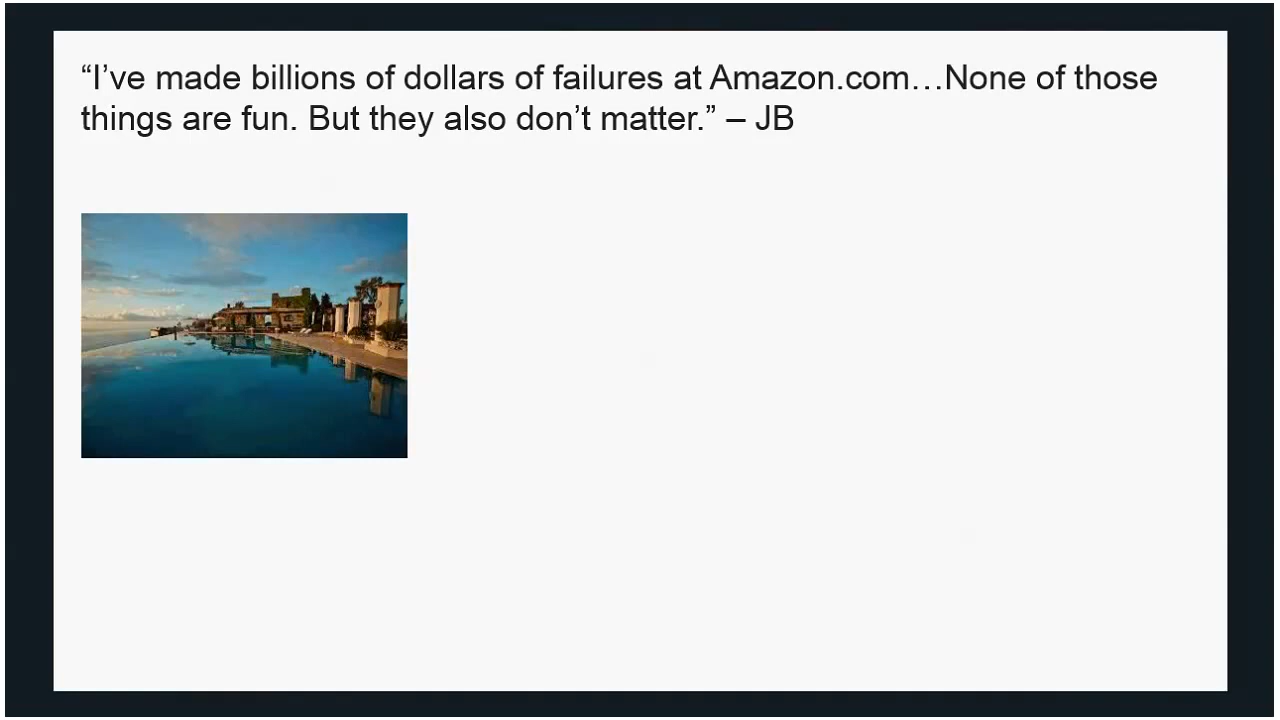 “I’ve made billions of dollars of failures at Amazon.com…None of those
things are fun. But they also don’t matter.” – JB